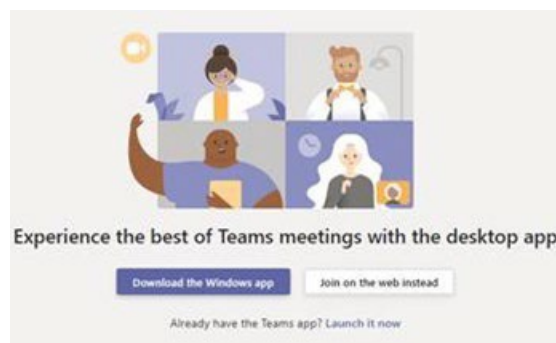 Experience the best of Teams meetings with the desktop app
Download the Windows app
Join on the web instead
Already have the Teams app? Launch it now